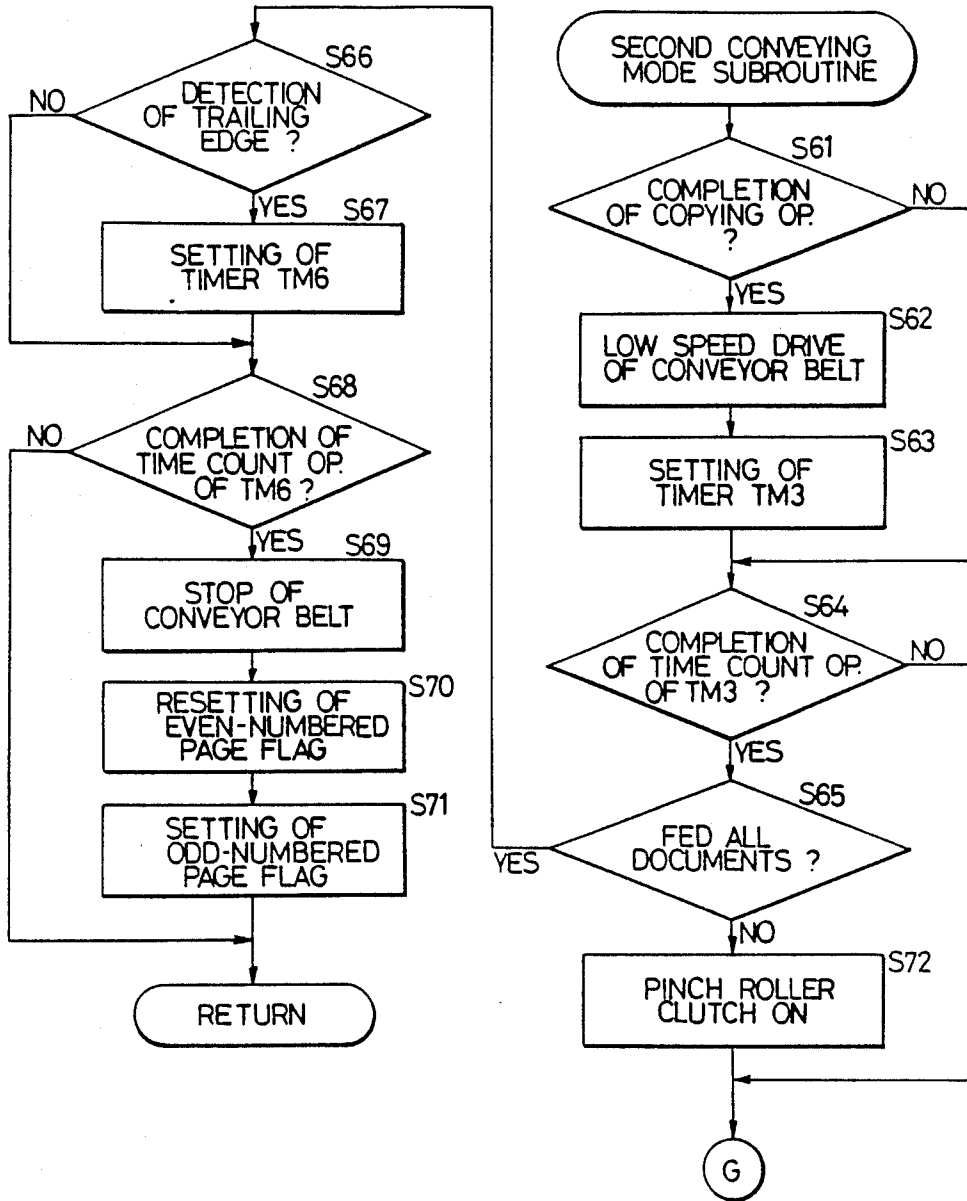 SECOND CONVEYING
MODE SUBROUTINE
S61
COMPLETION
OF COPYING OP.
?
NO
YES
S62
LOW SPEED DRIVE
OF CONVEYOR BELT
S63
SETTING OF
TIMER TM3
S64
COMPLETION
OF TIME COUNT OP.
OF TM3 ?
NO
YES
S65
FED ALL
DOCUMENTS ?
YES
NO
S72
PINCH ROLLER
CLUTCH ON
G
S66
DETECTION
OF TRAILING
EDGE ?
NO
YES
S67
SETTING OF
TIMER TM6
S68
COMPLETION OF
TIME COUNT OP.
OF TM6 ?
NO
YES
S69
STOP OF
CONVEYOR BELT
S70
RESETTING OF
EVEN-NUMBERED
PAGE FLAG
S71
SETTING OF
ODD-NUMBERED
PAGE FLAG
RETURN